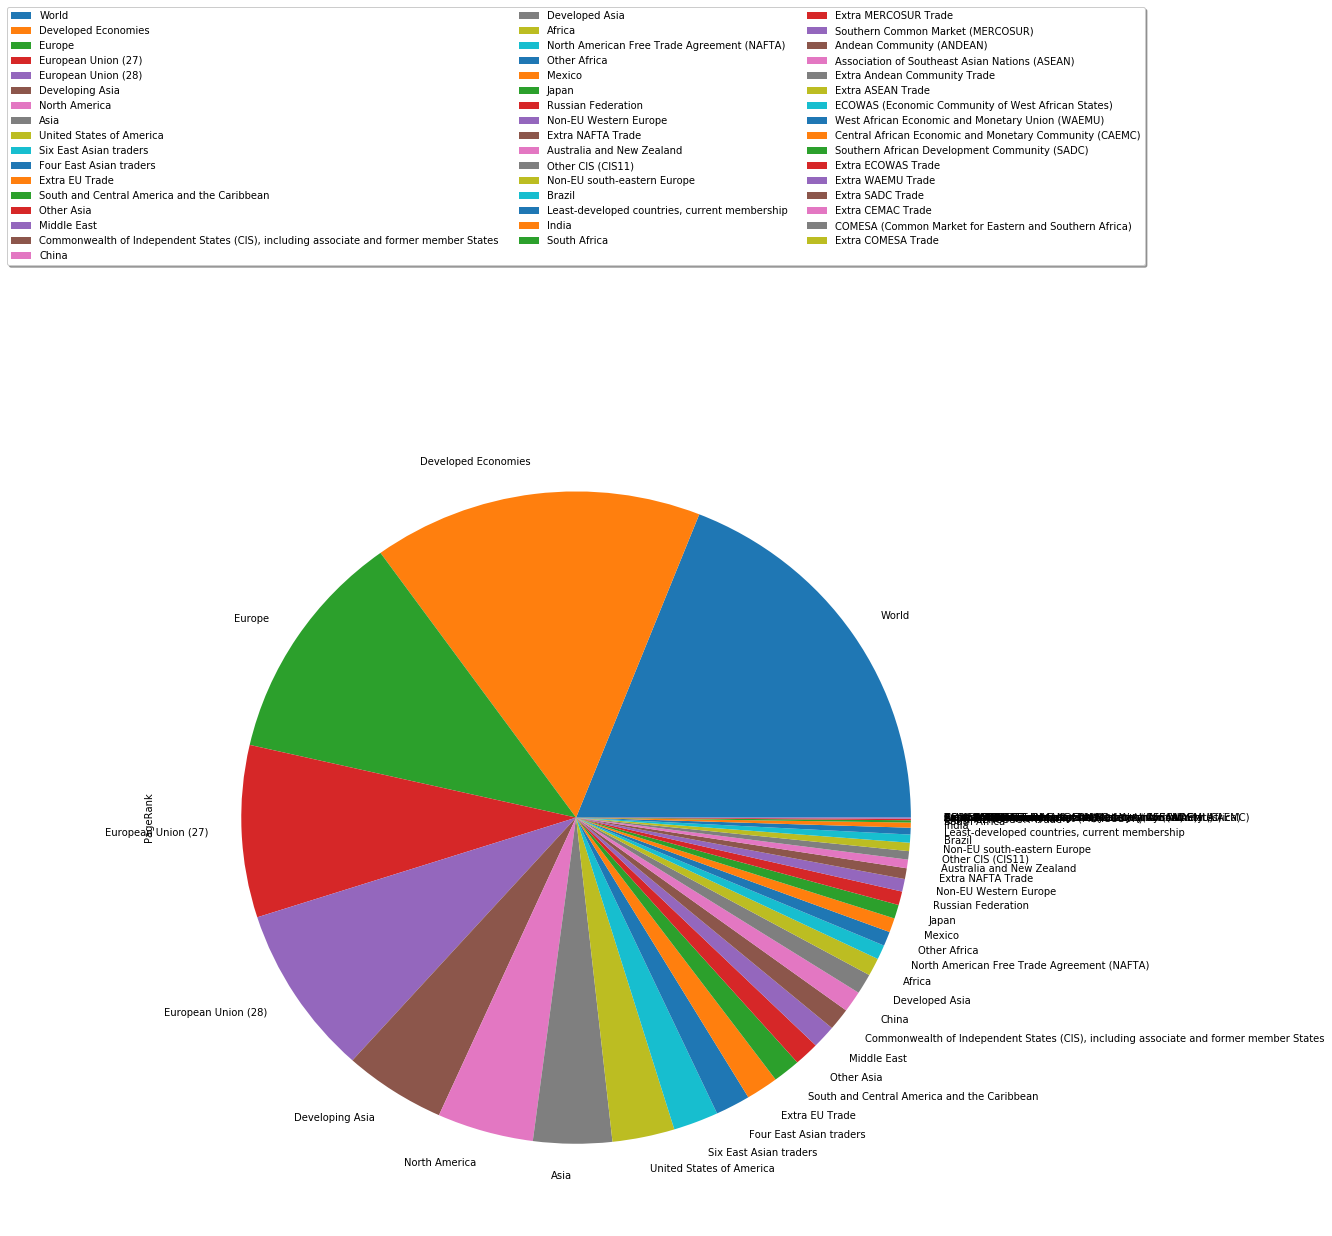 World
Developed Economies
Europe
European Union (27)
European Union (28)
Developing Asia
North America
Asia
United States of America
Six East Asian traders
Four East Asian traders
Extra EU Trade
South and Central America and the Caribbean
Other Asia
Middle East
Commonwealth of Independent States (CIS), including associate and former member States
China
Developed Asia
Africa
North American Free Trade Agreement (NAFTA)
Other Africa
Mexico
Japan
Russian Federation
Non-EU Western Europe
Extra NAFTA Trade
Australia and New Zealand
Other CIS (CIS11)
Non-EU south-eastern Europe
Brazil
Least-developed countries, current membership
India
South Africa
Extra MERCOSUR Trade
Southern Common Market (MERCOSUR)
Andean Community (ANDEAN)
Association of Southeast Asian Nations (ASEAN)
Extra Andean Community Trade
Extra ASEAN Trade
ECOWAS (Economic Community of West African States)
West African Economic and Monetary Union (WAEMU)
Central African Economic and Monetary Community (CAEMC)
Southern African Development Community (SADC)
Extra ECOWAS Trade
Extra WAEMU Trade
Extra SADC Trade
Extra CEMAC Trade
COMESA (Common Market for Eastern and Southern Africa)
Extra COMESA Trade
Developed Economies
World
Europe
PageRank
European Union (27)
European Union (28)
Developing Asia
North America
Asia
United States of America
Six East Asian traders
Four East Asian traders
Extra EU Trade
South and Central America and the Caribbean
Other Asia
Middle East
Commonwealth of Independent States (CIS), including associate and former member States
China
Developed Asia
Africa
North American Free Trade Agreement (NAFTA)
Other Africa
Mexico
Japan
Russian Federation
Non-EU Western Europe
Extra NAFTA Trade
Australia and New Zealand
Other CIS (CIS11)
Non-EU south-eastern Europe
Brazil
Least-developed countries, current membership
India